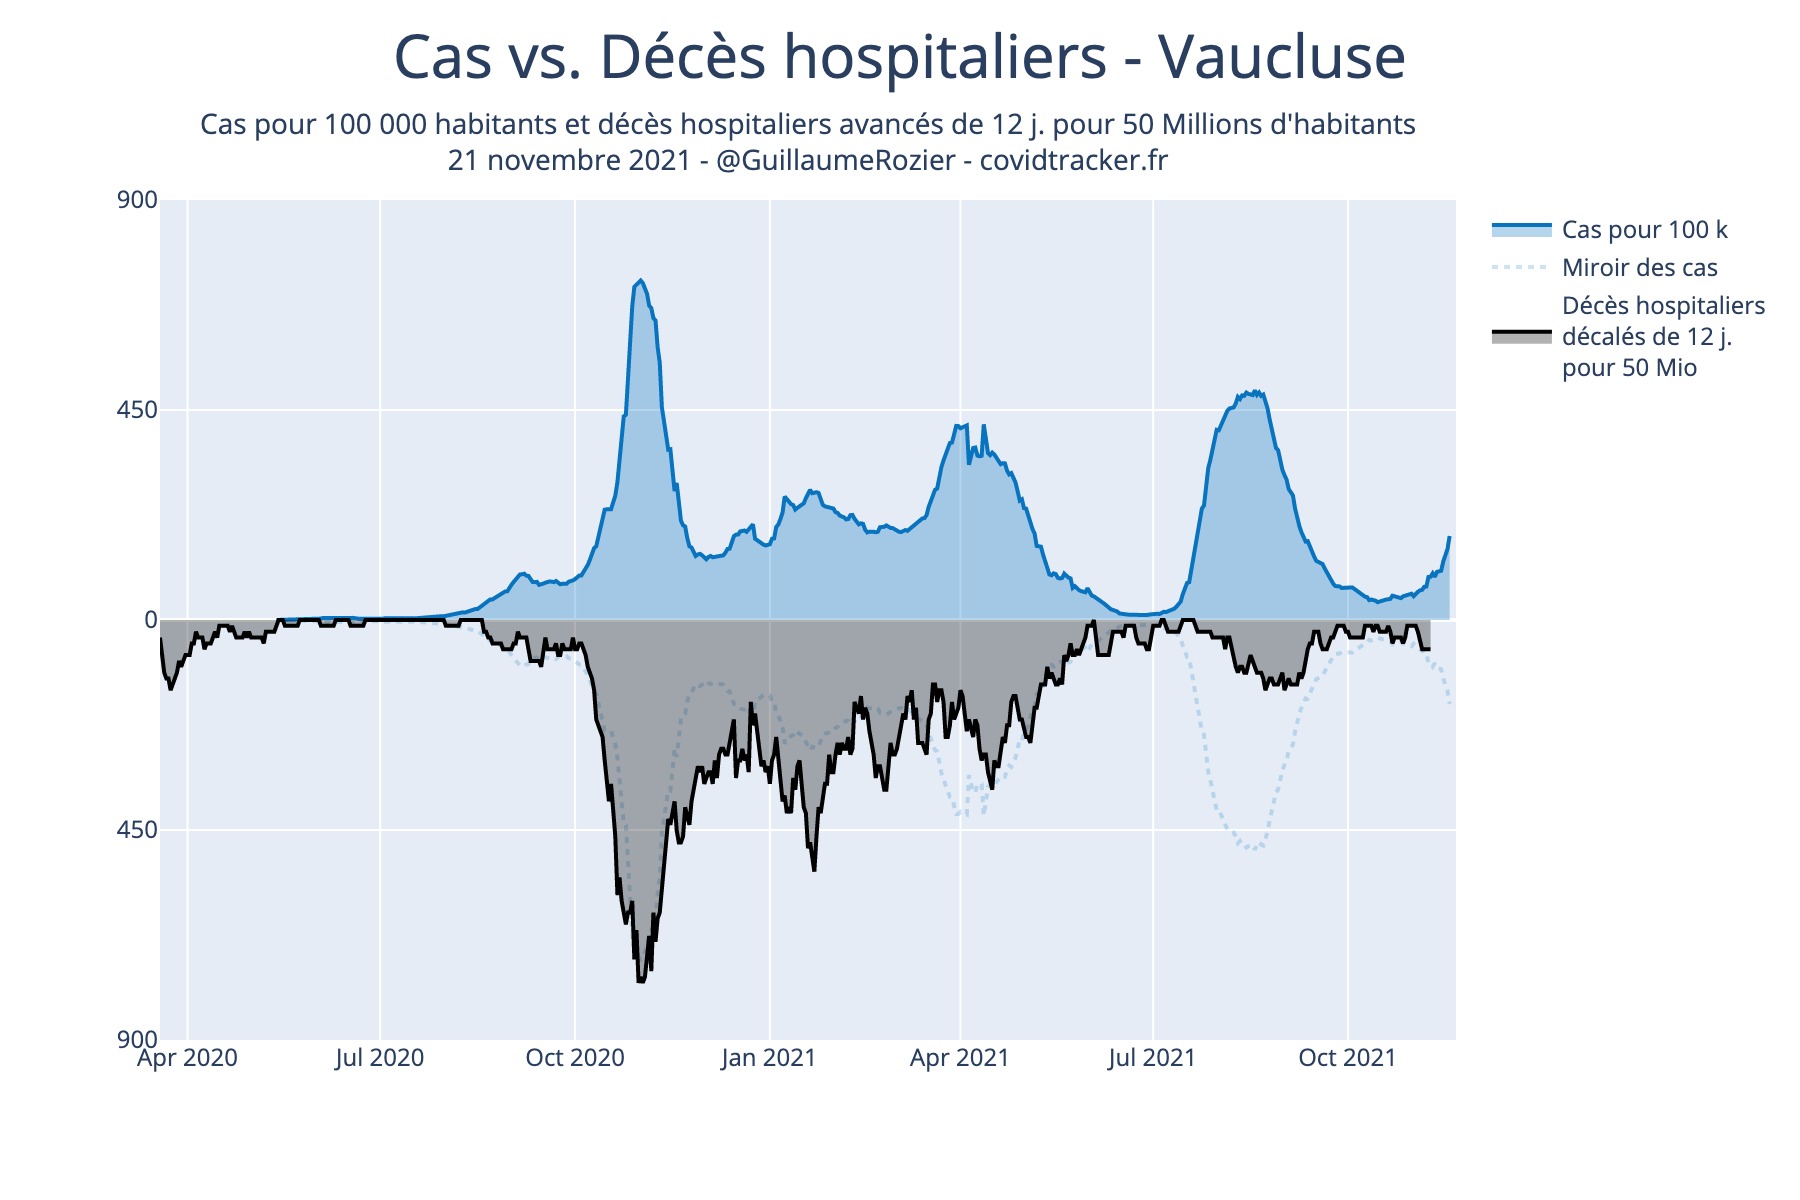 Cas vs. Décès hospitaliers - Vaucluse
Cas pour 100 000 habitants et décès hospitaliers avancés de 12 j. pour 50 Millions d'habitants
21 novembre 2021 - @GuillaumeRozier - covidtracker.fr
900
450
0
450
900
Apr 2020
Jul 2020
Oct 2020
Jan 2021
Apr 2021
Jul 2021
Oct 2021
Cas pour 100 k
Miroir des cas
Décès hospitaliers
décalés de 12 j.
pour 50 Mio